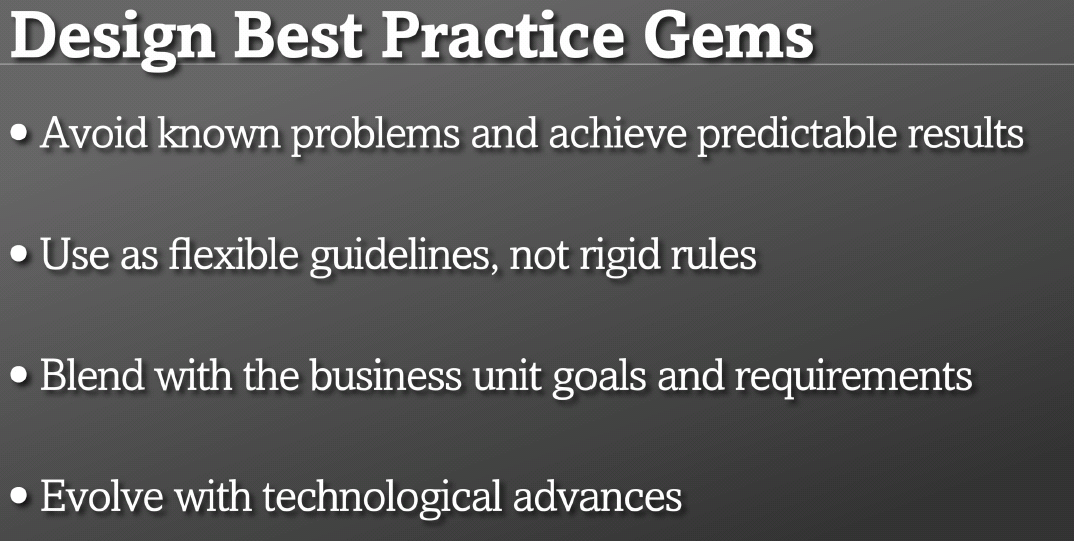 Design Best Practice Gems
• Avoid known problems and achieve predictable results
• Use as flexible guidelines, not rigid rules
• Blend with the business unit goals and requirements
• Evolve with technological advances